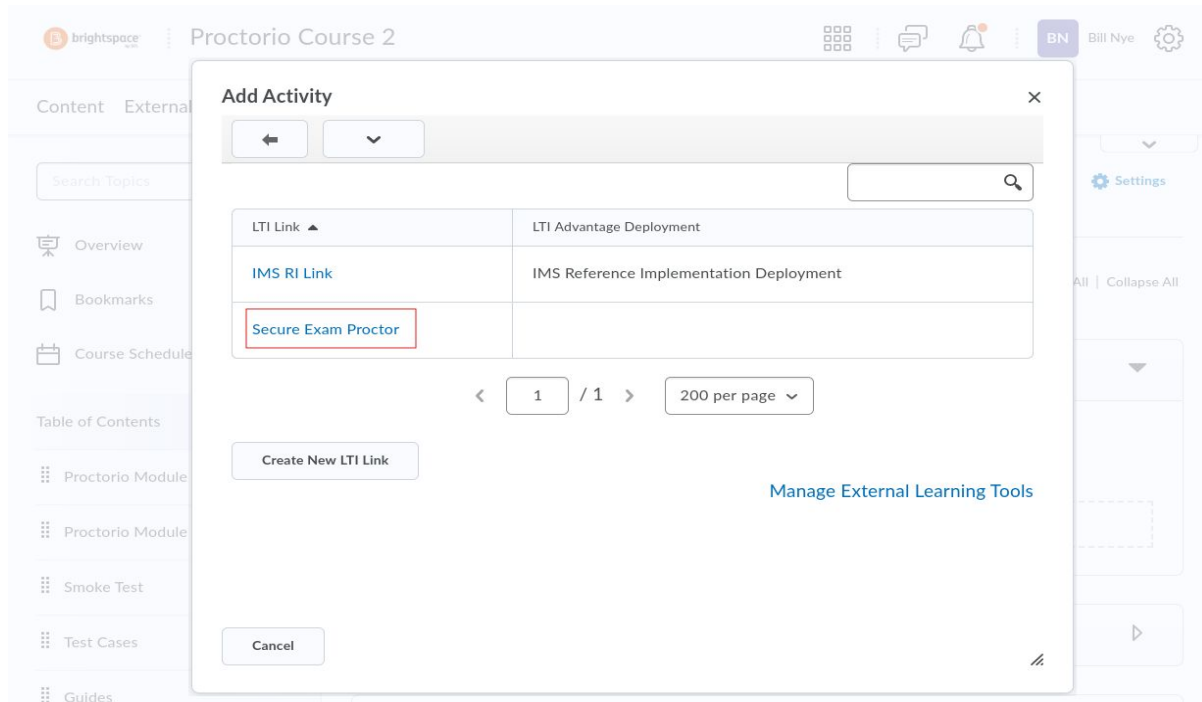 brightspace Proctorio Course 2 BN Bill Nye
Content External
Add Activity
Search Topics
Settings
LTI Link LTI Advantage Deployment
Overview
IMS RI Link IMS Reference Implementation Deployment
All | Collapse All
Bookmarks
Secure Exam Proctor
Course Schedule
1 / 1 200 per page
Table of Contents
Create New LTI Link
Proctorio Module
Manage External Learning Tools
Proctorio Module
Smoke Test
Test Cases
Cancel
Guides